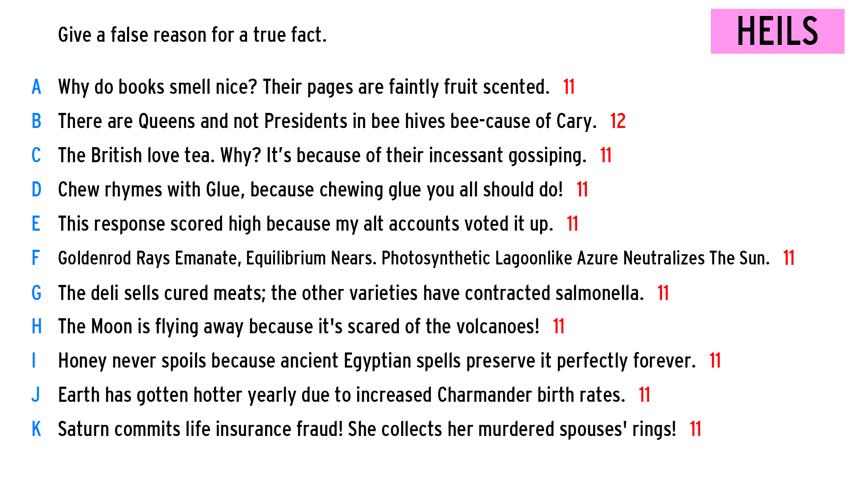 Give a false reason for a true fact.
HEILS
A Why do books smell nice? Their pages are faintly fruit scented. 11
B There are Queens and not Presidents in bee hives bee-cause of Cary. 12
C The British love tea. Why? It's because of their incessant gossiping. 11
D Chew rhymes with Glue, because chewing glue you all should do! 11
E This response scored high because my alt accounts voted it up. 11
F Goldenrod Rays Emanate, Equilibrium Nears. Photosynthetic Lagoonlike Azure Neutralizes The Sun. 11
G The deli sells cured meats; the other varieties have contracted salmonella. 11
H The Moon is flying away because it's scared of the volcanoes! 11
I Honey never spoils because ancient Egyptian spells preserve it perfectly forever. 11
J Earth has gotten hotter yearly due to increased Charmander birth rates. 11
K Saturn commits life insurance fraud! She collects her murdered spouses' rings! 11